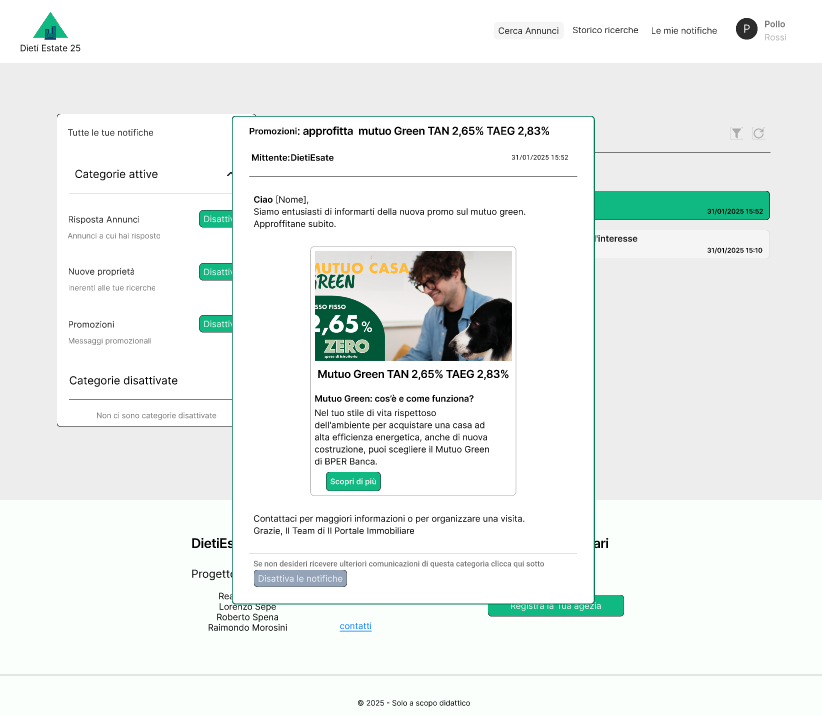 Dieti Estate 25
Cerca Annunci
Storico ricerche
Le mie notifiche
P
Pollo
Rossi
Tutte le tue notifiche
Categorie attive
Risposta Annunci
Annunci a cui hai risposto
Disattiv
Nuove proprietà
Inerenti alle tue ricerche
Disattiv
Promozioni
Messaggi promozionali
Disattiv
Categorie disattivate
Non ci sono categorie disattivate
31/01/2025 15:52
l'interesse
31/01/2025 15:10
Promozioni: approfitta mutuo Green TAN 2,65% TAEG 2,83%
Mittente:DietiEsate
31/01/2025 15:52
Ciao [Nome],
Siamo entusiasti di informarti della nuova promo sul mutuo green.
Approffitane subito.
MUTUO CASA
GREEN
SSO FISSO
2,65%
ZERO
Mutuo Green TAN 2,65% TAEG 2,83%
Mutuo Green: cos'è e come funziona?
Nel tuo stile di vita rispettoso
dell'ambiente per acquistare una casa ad
alta efficienza energetica, anche di nuova
costruzione, puoi scegliere il Mutuo Green
di BPER Banca.
Scopri di più
Contattaci per maggiori informazioni o per organizzare una visita.
Grazie, Il Team di Il Portale Immobiliare
Se non desideri ricevere ulteriori comunicazioni di questa categoria clicca qui sotto
Disattiva le notifiche
DietiEs
ari
Progetto
Rea
Lorenzo Sepe
Roberto Spena
Raimondo Morosini
contatti
Registra la Tua agezia
© 2025 - Solo a scopo didattico